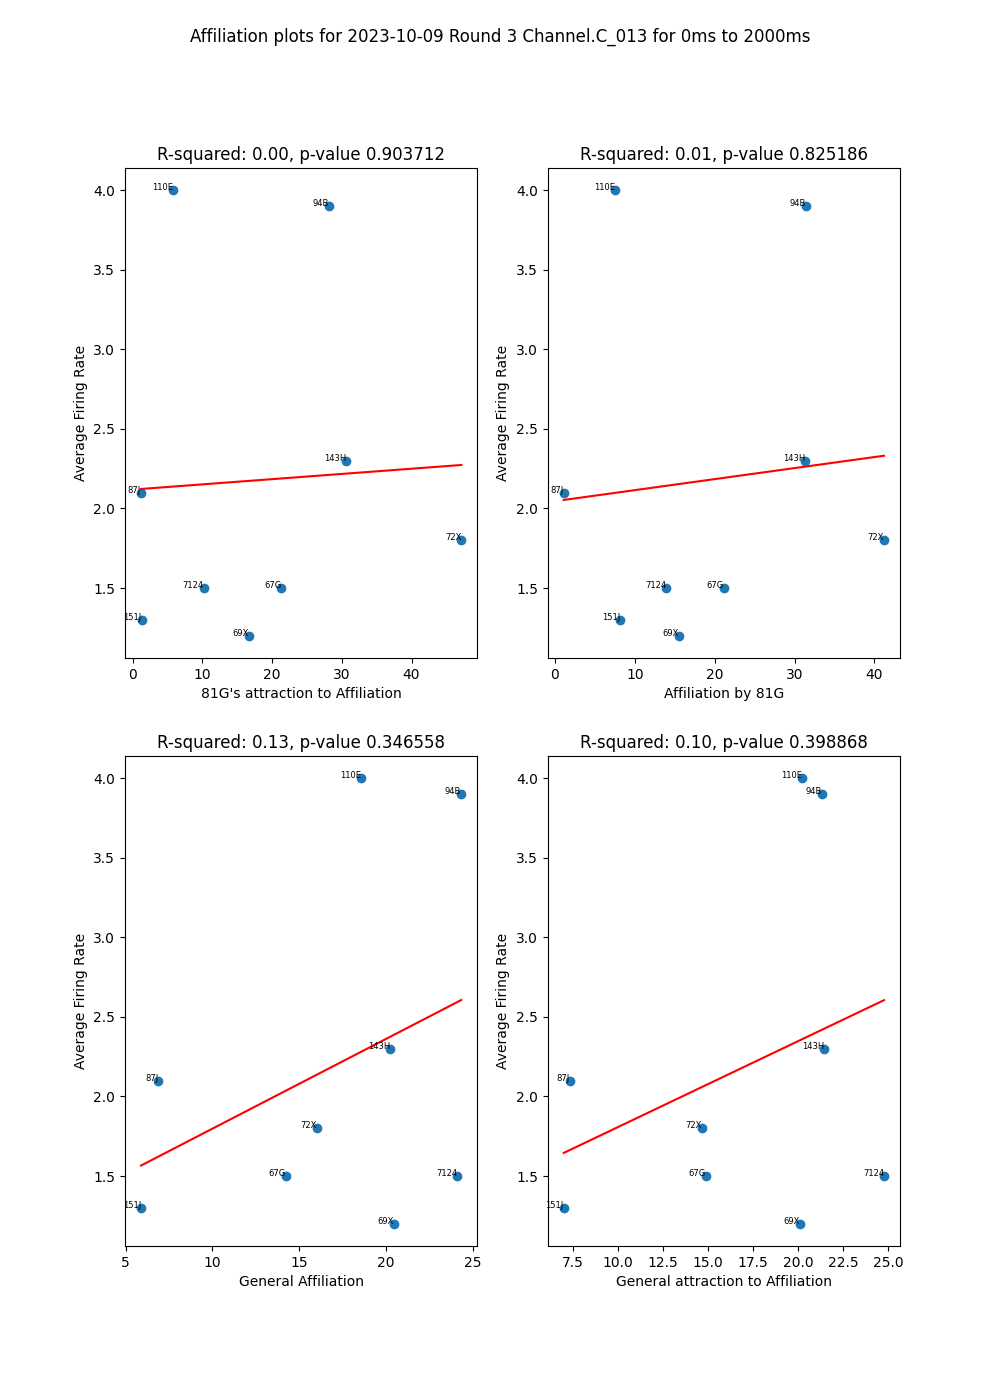 Affiliation plots for 2023-10-09 Round 3 Channel.C_013 for 0ms to 2000ms
R-squared: 0.00, p-value 0.903712
4.0
3.5
3.0
2.5
2.0
1.5
Average Firing Rate
110E
94B
143H
87J
72X
7124
67G
151J
69X
0 10 20 30 40
81G's attraction to Affiliation
R-squared: 0.01, p-value 0.825186
4.0
3.5
3.0
2.5
2.0
1.5
Average Firing Rate
110E
94B
143H
87J
72X
7124
67G
151J
69X
0 10 20 30 40
Affiliation by 81G
R-squared: 0.13, p-value 0.346558
4.0
3.5
3.0
2.5
2.0
1.5
Average Firing Rate
110E
94B
143H
87J
72X
67G
7124
151J
69X
5 10 15 20 25
General Affiliation
R-squared: 0.10, p-value 0.398868
4.0
3.5
3.0
2.5
2.0
1.5
Average Firing Rate
110E
94B
143H
87J
72X
67G
7124
151J
69X
7.5 10.0 12.5 15.0 17.5 20.0 22.5 25.0
General attraction to Affiliation